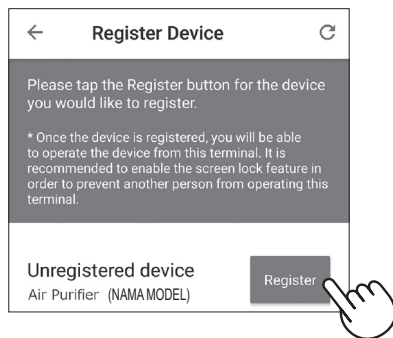 Register Device
Please tap the Register button for the device
you would like to register.
* Once the device is registered, you will be able
to operate the device from this terminal. It is
recommended to enable the screen lock feature in
order to prevent another person from operating this
terminal.
Unregistered device
Register
Air Purifier (NAMA MODEL)